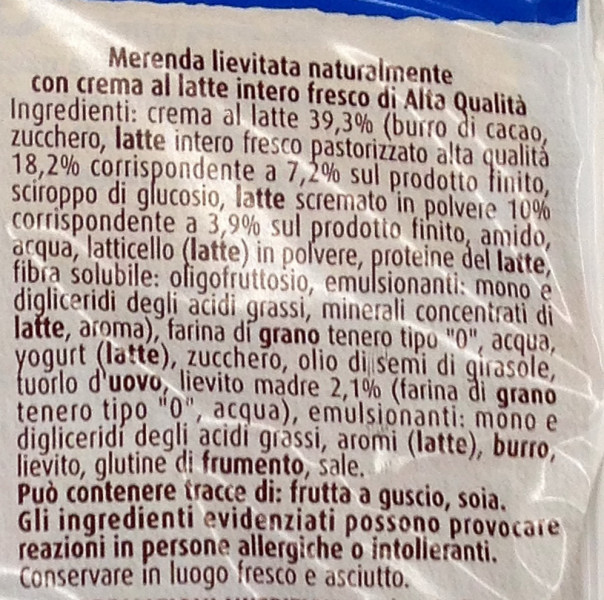 Merenda lievitata naturalmente
con crema al latte intero fresco di Alta Qualità
Ingredienti: crema al latte 39,3% (burro di cacao,
zucchero, latte intero fresco pastorizzato alta qualità
18,2% corrispondente a 7,2% sul prodotto finito,
sciroppo di glucosio, latte scremato in polvere 10%
corrispondente a 3,9% sul prodotto finito, amido,
acqua, latticello (latte) in polvere, proteine del latte,
fibra solubile: oligofruttosio, emulsionanti: mono e
digliceridi degli acidi grassi, minerali concentrati di
latte, aroma), farina di grano tenero tipo "0", acqua,
yogurt (latte), zucchero, olio di semi di girasole,
tuorlo d'uovo, lievito madre 2,1% (farina di grano
tenero tipo "0", acqua), emulsionanti: mono e
digliceridi degli acidi grassi, aromi (latte), burro,
lievito, glutine di frumento, sale.
Può contenere tracce di: frutta a guscio, soia.
Gli ingredienti evidenziati possono provocare
reazioni in persone allergiche o intolleranti.
Conservare in luogo fresco e asciutto.